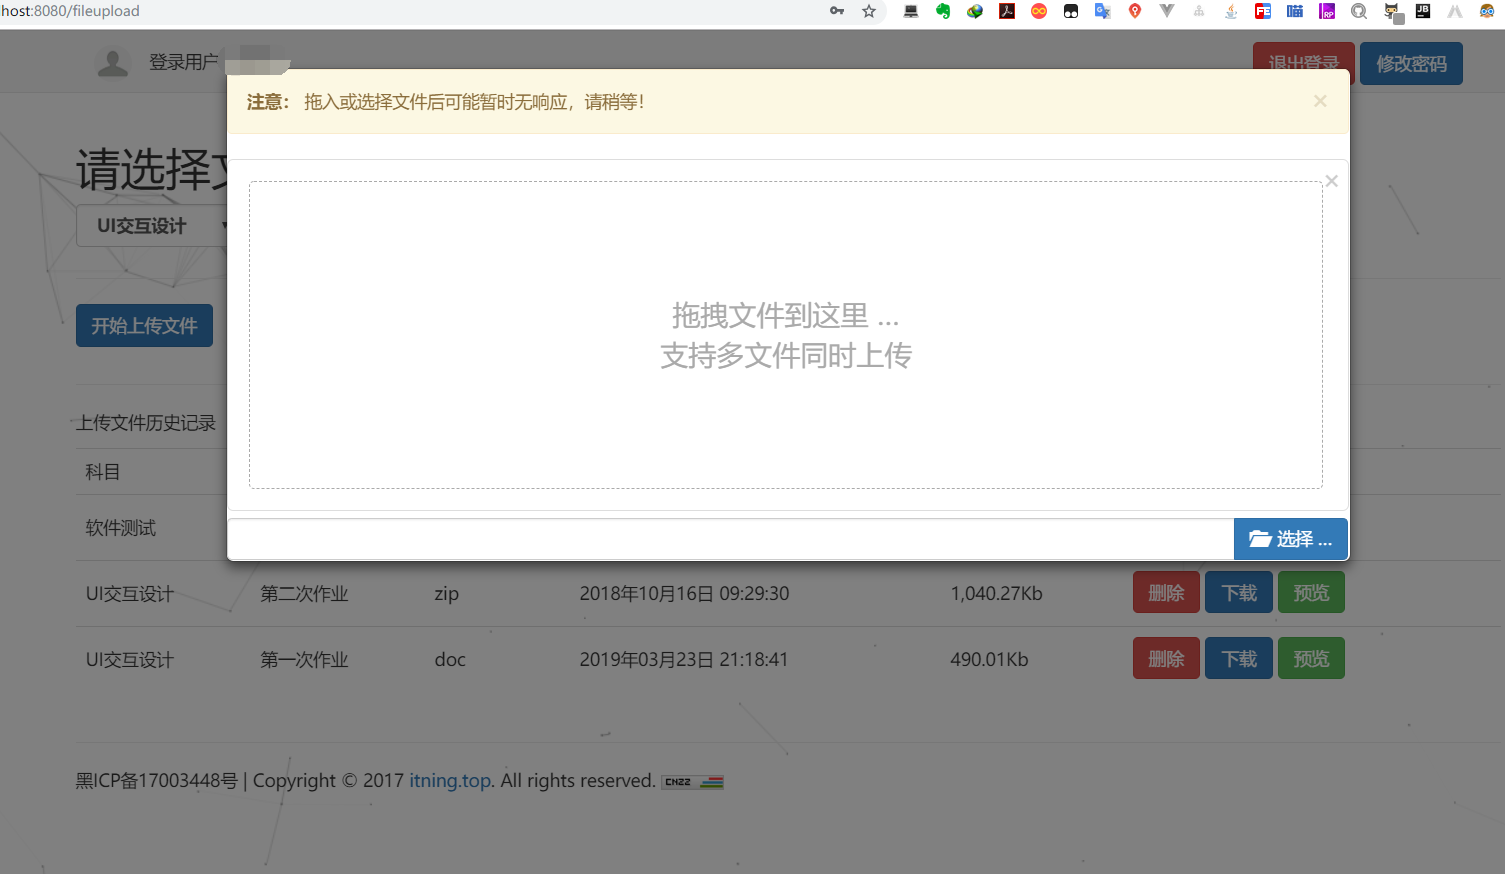 host:8080/fileupload
登录用户
退出登录
修改密码
注意： 拖入或选择文件后可能暂时无响应，请稍等！
×
请选择
UI交互设计
×
拖拽文件到这里 ...
支持多文件同时上传
开始上传文件
上传文件历史记录
科目
软件测试
选择 ...
UI交互设计 第二次作业 zip 2018年10月16日 09:29:30 1,040.27Kb 删除 下载 预览
UI交互设计 第一次作业 doc 2019年03月23日 21:18:41 490.01Kb 删除 下载 预览
黑ICP备17003448号 | Copyright © 2017 itning.top. All rights reserved. CNZZ